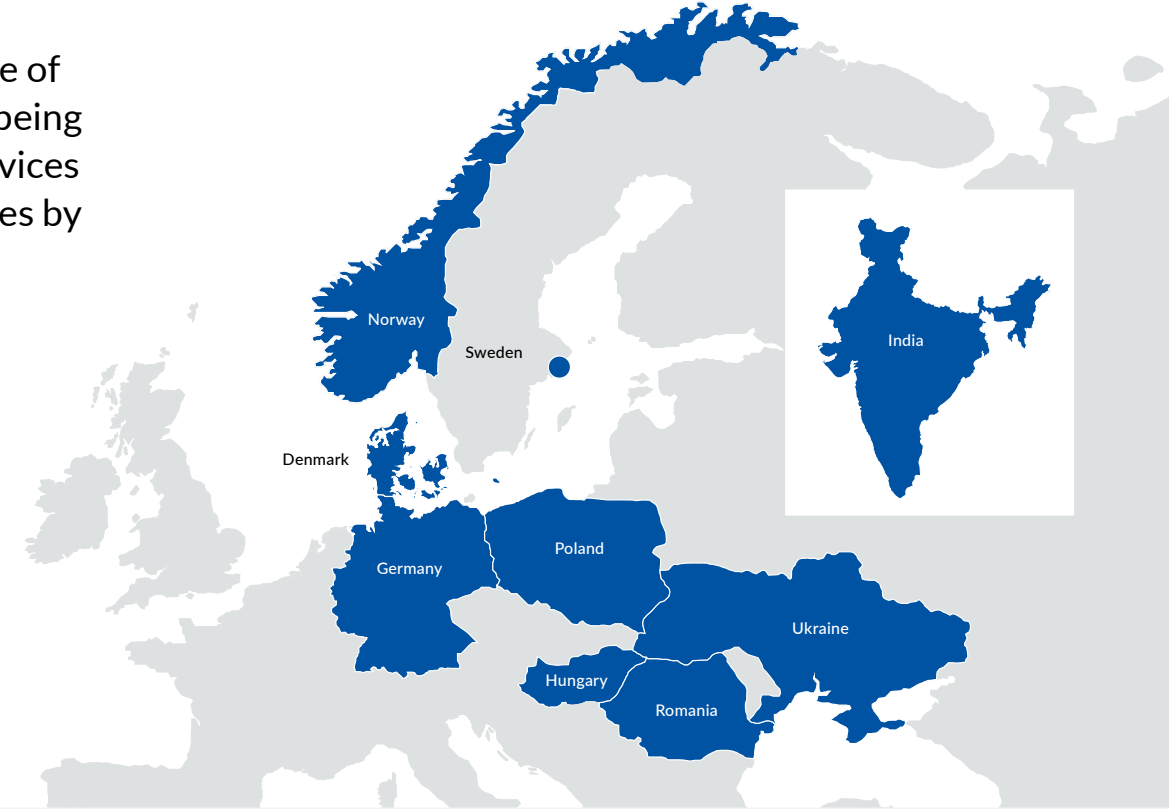 e of
being
vices
es by
Norway
Sweden
India
Denmark
Poland
Germany
Ukraine
Hungary
Romania